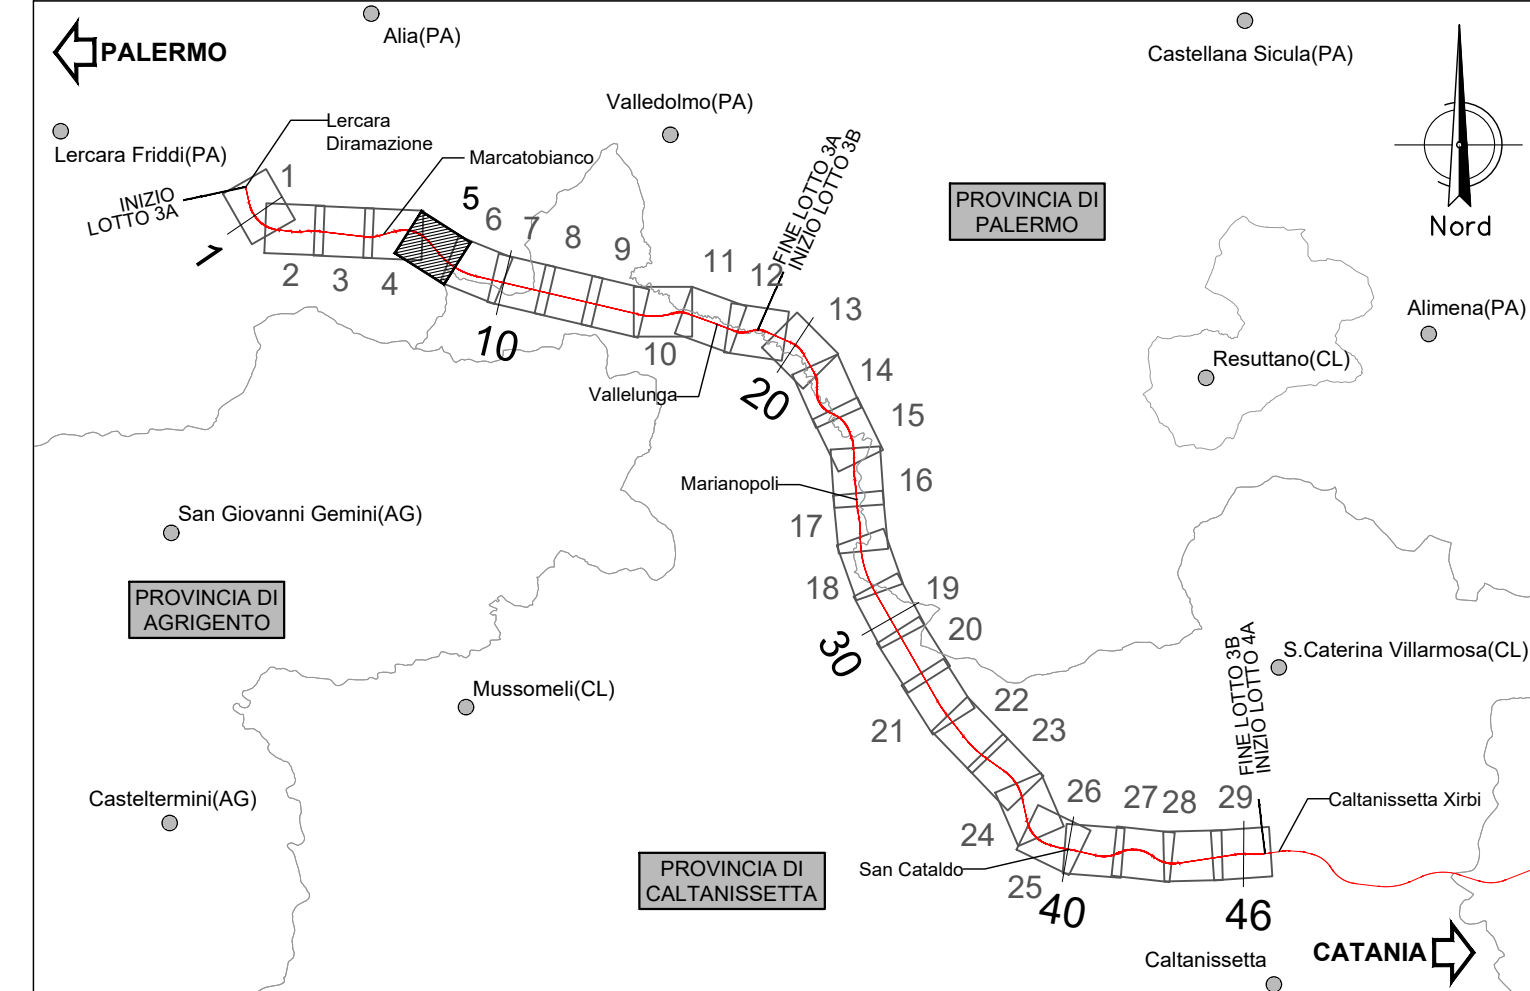 Alia(PA)
PALERMO
Castellana Sicula(PA)
Valledolmo(PA)
Lercara
Diramazione
Lercara Friddi(PA)
Marcatobianco
INIZIO
LOTTO 3A
FINE LOTTO 3A
INIZIO LOTTO 3B
PROVINCIA DI
PALERMO
Nord
1
1
2
3
4
5
6
7
8
9
10
10
11
12
13
Vallelunga
20
14
15
Alimena(PA)
Resuttano(CL)
Marianopoli
16
17
San Giovanni Gemini(AG)
PROVINCIA DI
AGRIGENTO
18
19
20
30
S.Caterina Villarmosa(CL)
Mussomeli(CL)
21
22
23
FINE LOTTO 3B
INIZIO LOTTO 4A
Casteltermini(AG)
24
25
26
27
28
29
Caltanissetta Xirbi
San Cataldo
PROVINCIA DI
CALTANISSETTA
40
46
Caltanissetta
CATANIA